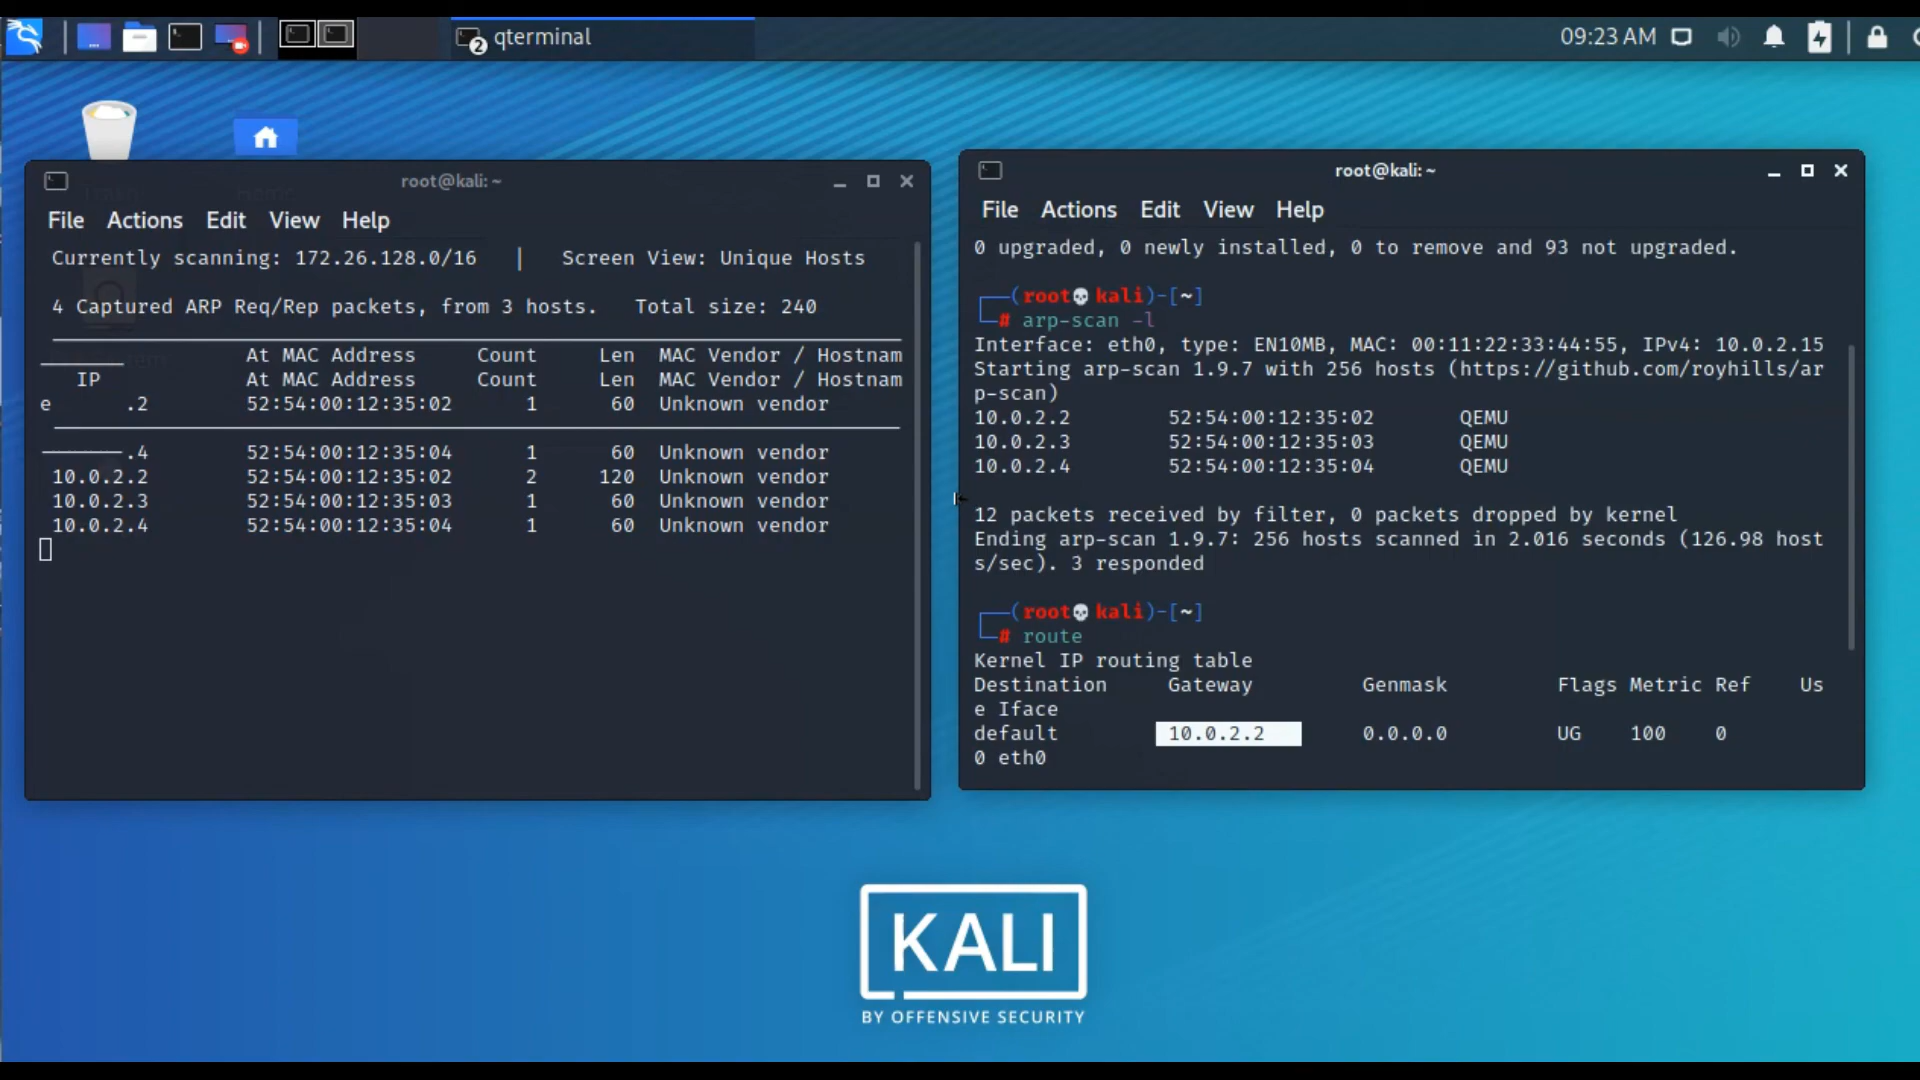 qterminal
2
09:23 AM
root@kali: ~
File Actions Edit View Help
Currently scanning: 172.26.128.0/16 | Screen View: Unique Hosts
4 Captured ARP Req/Rep packets, from 3 hosts. Total size: 240
At MAC Address Count Len MAC Vendor / Hostnam
IP At MAC Address Count Len MAC Vendor / Hostnam
e .2 52:54:00:12:35:02 1 60 Unknown vendor
.4 52:54:00:12:35:04 1 60 Unknown vendor
10.0.2.2 52:54:00:12:35:02 2 120 Unknown vendor
10.0.2.3 52:54:00:12:35:03 1 60 Unknown vendor
10.0.2.4 52:54:00:12:35:04 1 60 Unknown vendor
root@kali: ~
File Actions Edit View Help
0 upgraded, 0 newly installed, 0 to remove and 93 not upgraded.
(root💀kali)-[~]
# arp-scan -l
Interface: eth0, type: EN10MB, MAC: 00:11:22:33:44:55, IPv4: 10.0.2.15
Starting arp-scan 1.9.7 with 256 hosts (https://github.com/royhills/ar
p-scan)
10.0.2.2 52:54:00:12:35:02 QEMU
10.0.2.3 52:54:00:12:35:03 QEMU
10.0.2.4 52:54:00:12:35:04 QEMU
12 packets received by filter, 0 packets dropped by kernel
Ending arp-scan 1.9.7: 256 hosts scanned in 2.016 seconds (126.98 host
s/sec). 3 responded
(root💀kali)-[~]
# route
Kernel IP routing table
Destination Gateway Genmask Flags Metric Ref Us
e Iface
default 10.0.2.2 0.0.0.0 UG 100 0
0 eth0
KALI
BY OFFENSIVE SECURITY